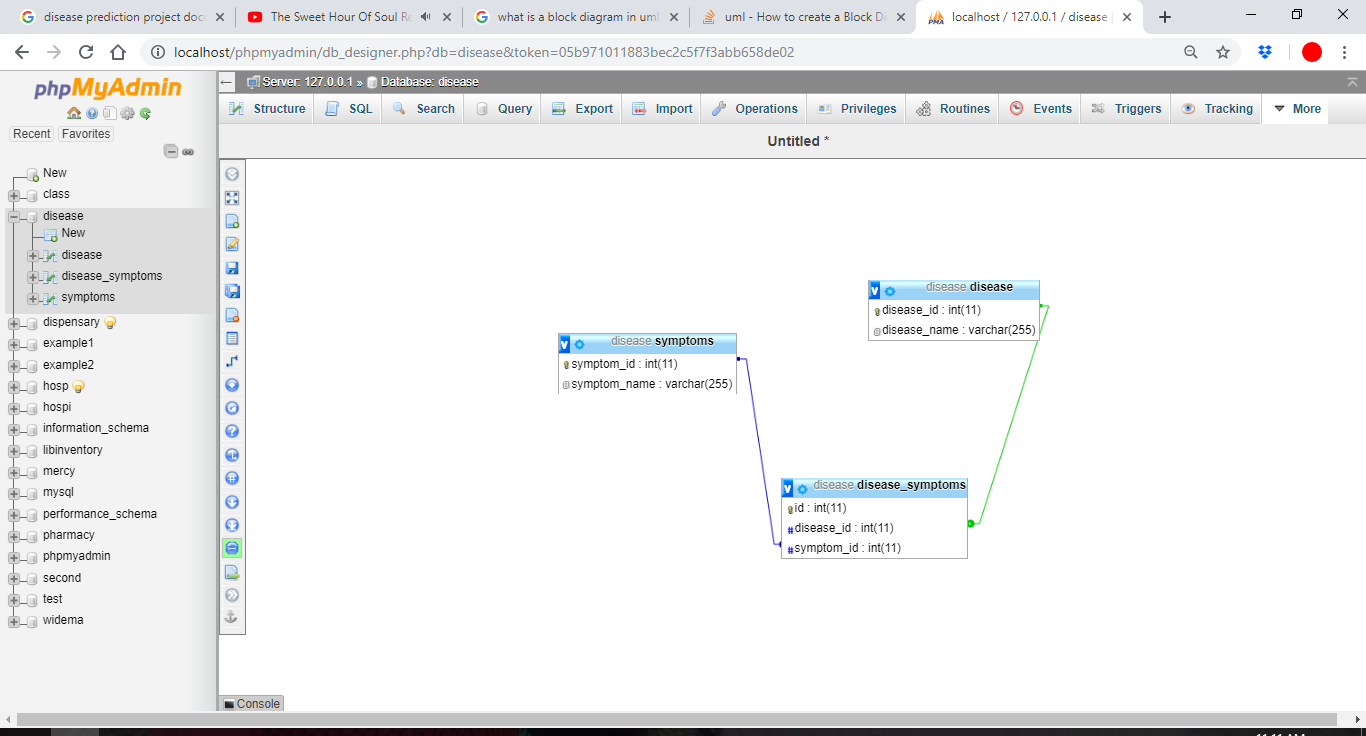 disease prediction project doc
The Sweet Hour Of Soul Re
what is a block diagram in uml
uml - How to create a Block Di
localhost / 127.0.0.1 / disease
localhost/phpmyadmin/db_designer.php?db=disease&token=05b971011883bec2c5f7f3abb658de02
phpMyAdmin
Recent
Favorites
New
class
disease
New
disease
disease_symptoms
symptoms
dispensary
example1
example2
hosp
hospi
information_schema
libinventory
mercy
mysql
performance_schema
pharmacy
phpmyadmin
second
test
widema
Server: 127.0.0.1 » Database: disease
Structure SQL Search Query Export Import Operations Privileges Routines Events Triggers Tracking More
Untitled *
disease symptoms
symptom_id : int(11)
symptom_name : varchar(255)
disease disease
disease_id : int(11)
disease_name : varchar(255)
disease disease_symptoms
id : int(11)
disease_id : int(11)
symptom_id : int(11)
Console